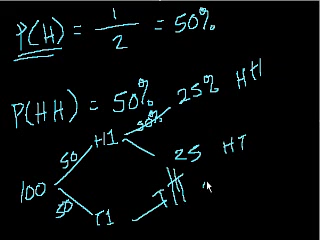 P(H) = 1/2 = 50%
P(HH) = 50%
25% HH
50 H1 50%
25 HT
100
50 T1